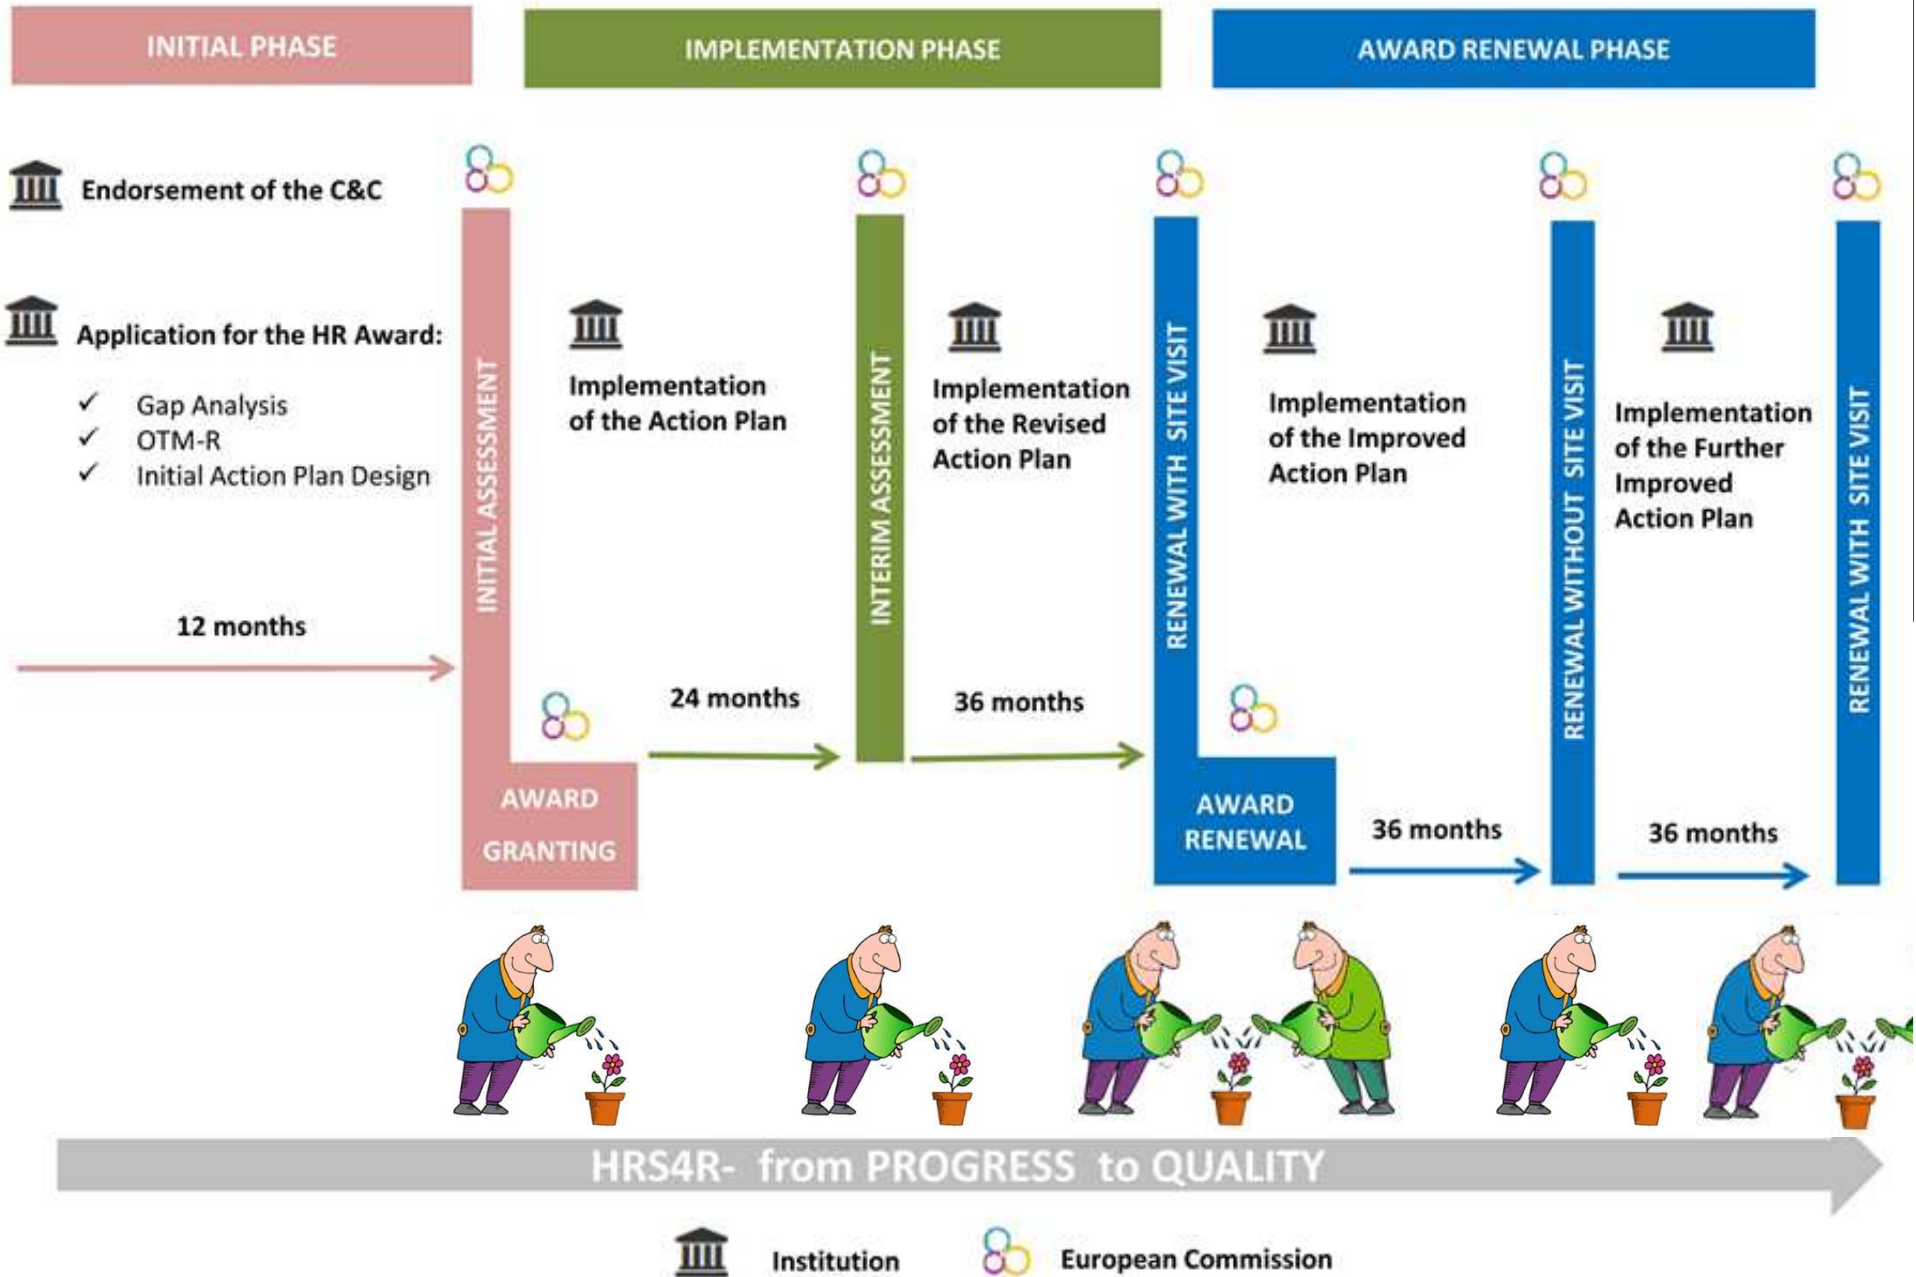 INITIAL PHASE
IMPLEMENTATION PHASE
AWARD RENEWAL PHASE
Endorsement of the C&C
Application for the HR Award:
✓ Gap Analysis
✓ OTM-R
✓ Initial Action Plan Design
12 months
INITIAL ASSESSMENT
AWARD
GRANTING
Implementation
of the Action Plan
24 months
INTERIM ASSESSMENT
Implementation
of the Revised
Action Plan
36 months
RENEWAL WITH SITE VISIT
AWARD
RENEWAL
Implementation
of the Improved
Action Plan
36 months
RENEWAL WITHOUT SITE VISIT
Implementation
of the Further
Improved
Action Plan
36 months
RENEWAL WITH SITE VISIT
HRS4R- from PROGRESS to QUALITY
Institution
European Commission